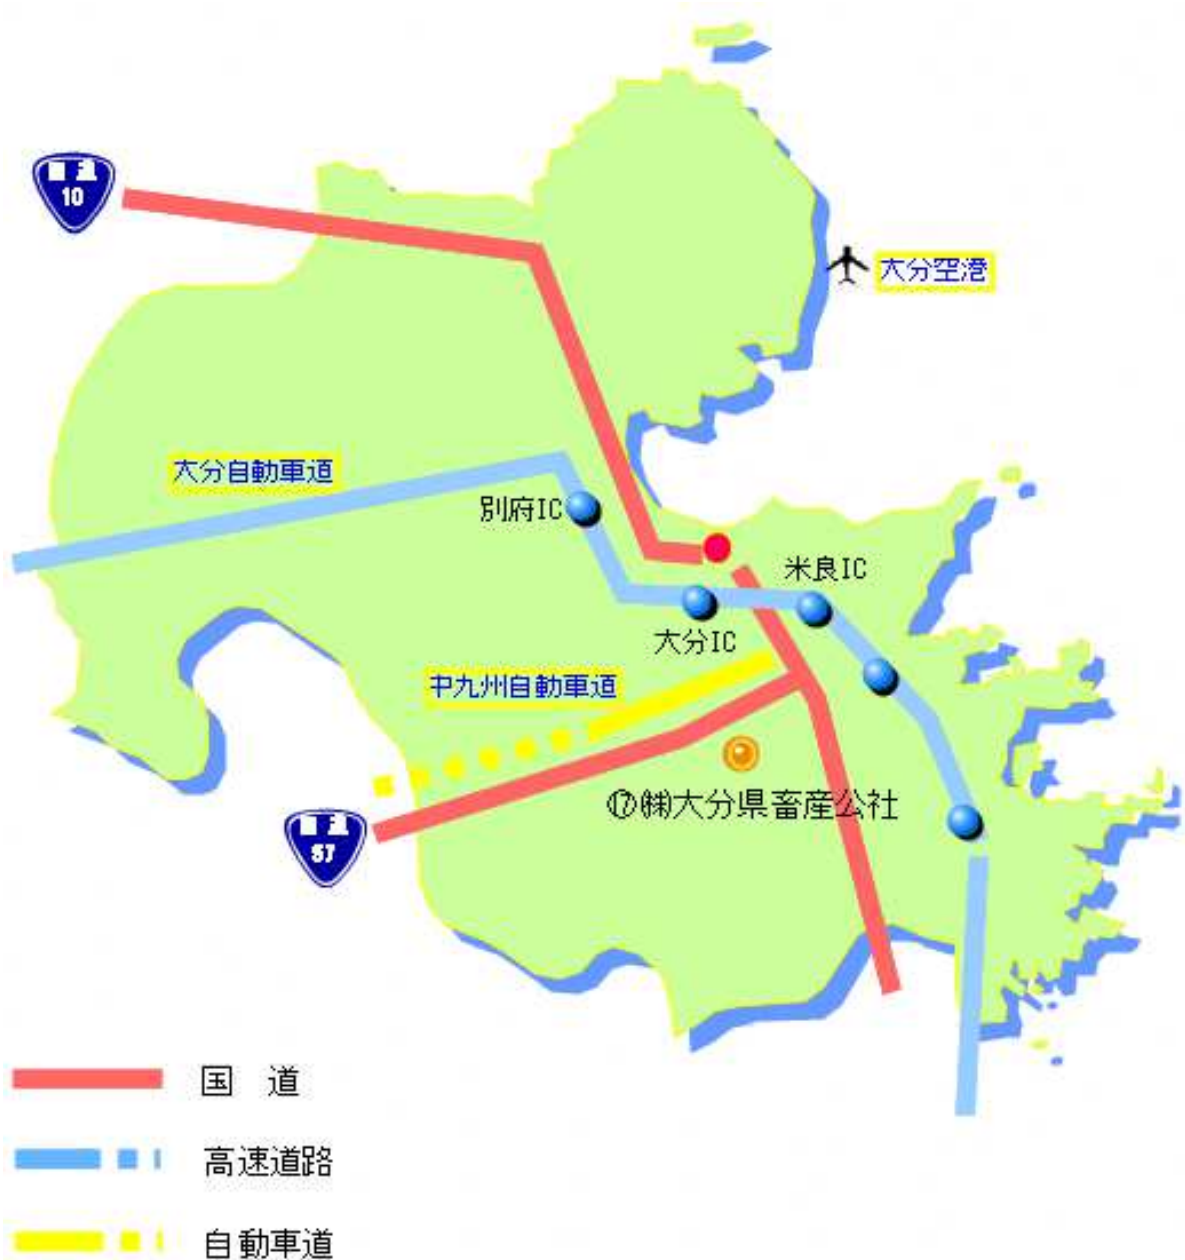 国道
10
大分空港
大分自動車道
別府IC
米良IC
大分IC
中九州自動車道
⑰㈱大分県畜産公社
国道
57
国　道
高速道路
自動車道